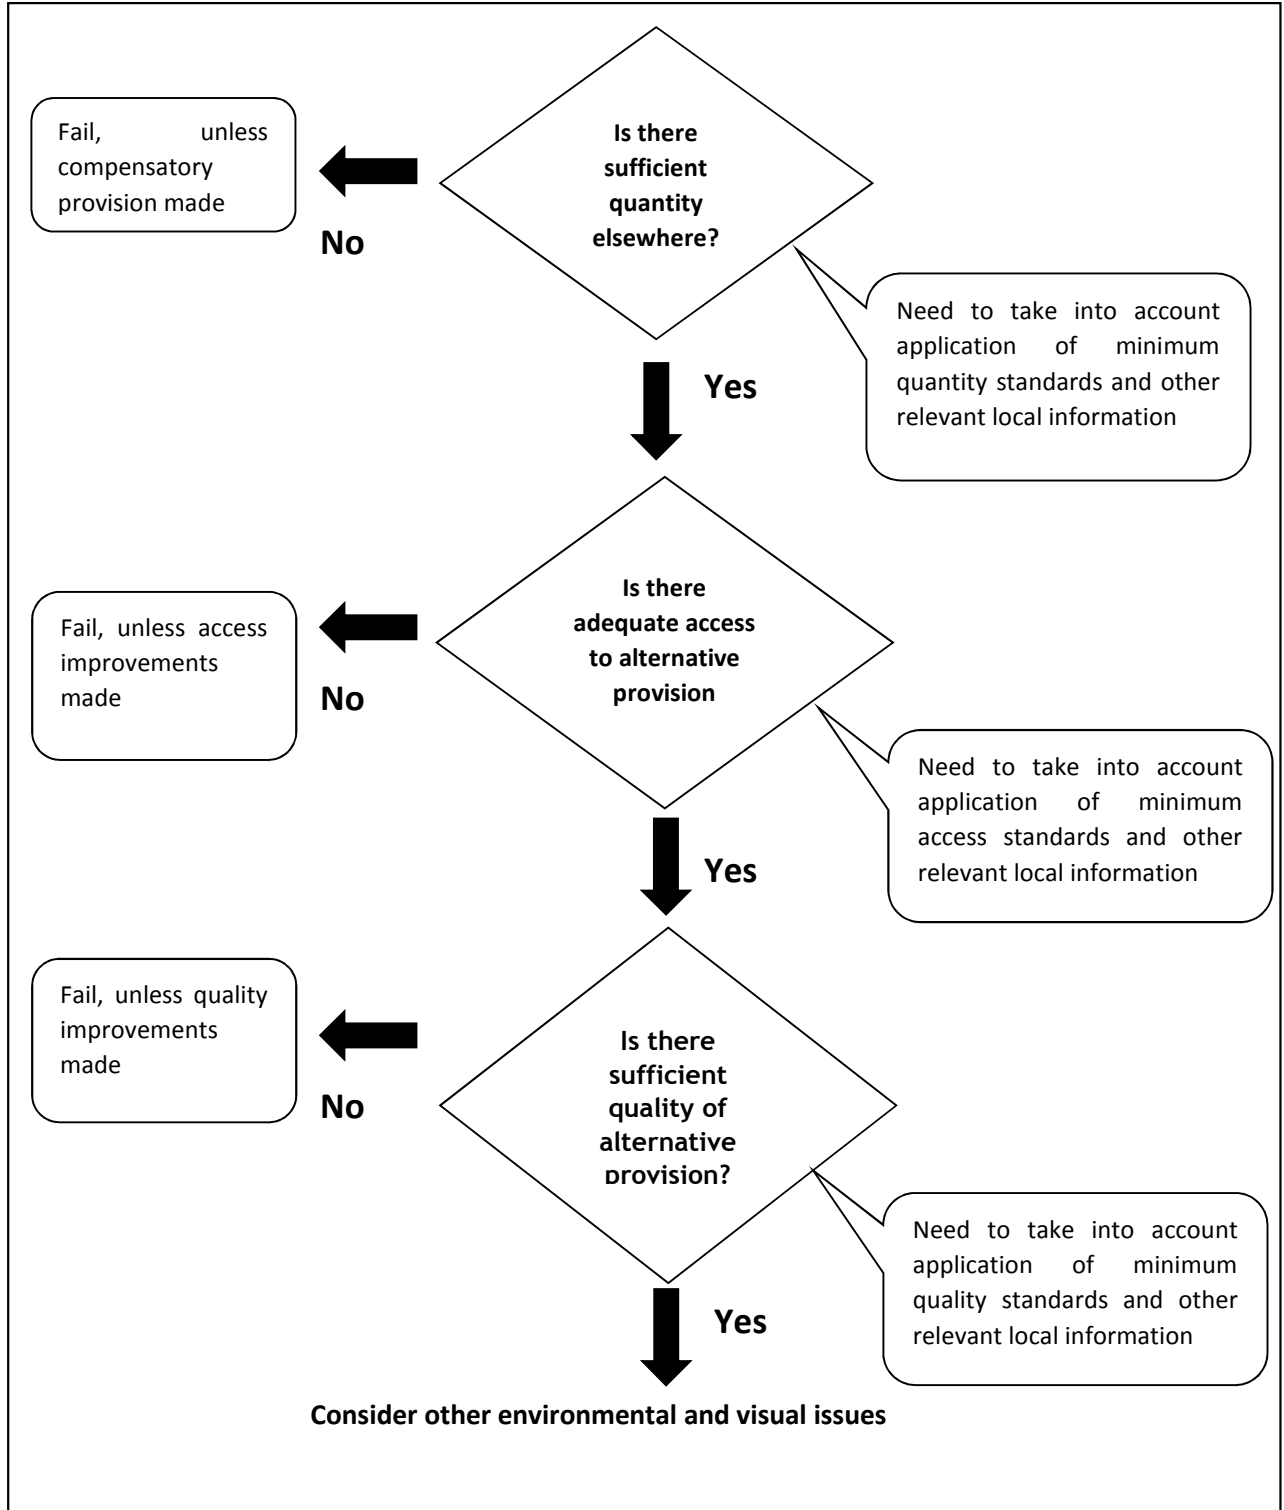 Is there
sufficient
quantity
elsewhere?
Fail, unless
compensatory
provision made
No
Need to take into account
application of minimum
quantity standards and other
relevant local information
Yes
Is there
adequate access
to alternative
provision
Fail, unless access
improvements
made
No
Need to take into account
application of minimum
access standards and other
relevant local information
Yes
Is there
sufficient
quality of
alternative
provision?
Fail, unless quality
improvements
made
No
Need to take into account
application of minimum
quality standards and other
relevant local information
Yes
Consider other environmental and visual issues